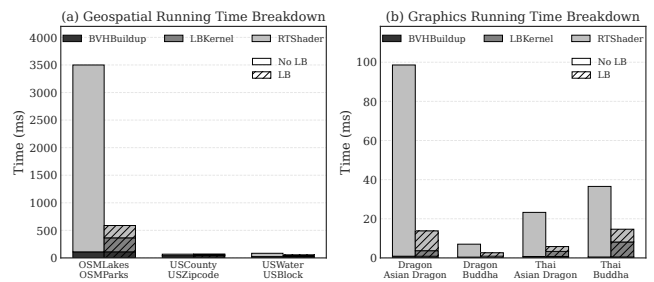 (a) Geospatial Running Time Breakdown
BVHBuildup LBKernel RTShader
No LB
LB
Time (ms)
4000
3500
3000
2500
2000
1500
1000
500
0
OSMLakes
OSMParks
USCounty
USZipcode
USWater
USBlock
(b) Graphics Running Time Breakdown
BVHBuildup LBKernel RTShader
No LB
LB
Time (ms)
100
80
60
40
20
0
Dragon
Asian Dragon
Dragon
Buddha
Thai
Asian Dragon
Thai
Buddha